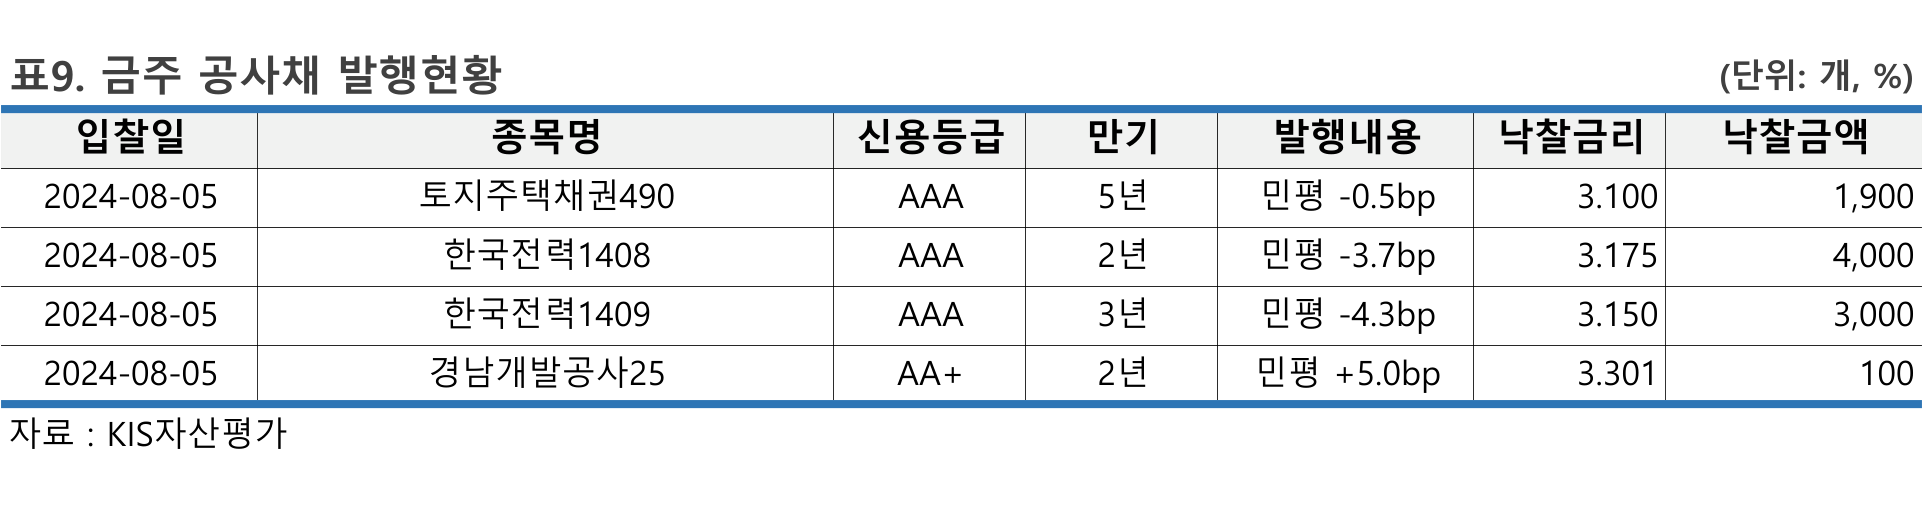 표9. 금주 공사채 발행현황 (단위: 개, %)
입찰일 종목명 신용등급 만기 발행내용 낙찰금리 낙찰금액
2024-08-05 토지주택채권490 AAA 5년 민평 -0.5bp 3.100 1,900
2024-08-05 한국전력1408 AAA 2년 민평 -3.7bp 3.175 4,000
2024-08-05 한국전력1409 AAA 3년 민평 -4.3bp 3.150 3,000
2024-08-05 경남개발공사25 AA+ 2년 민평 +5.0bp 3.301 100
자료 : KIS자산평가